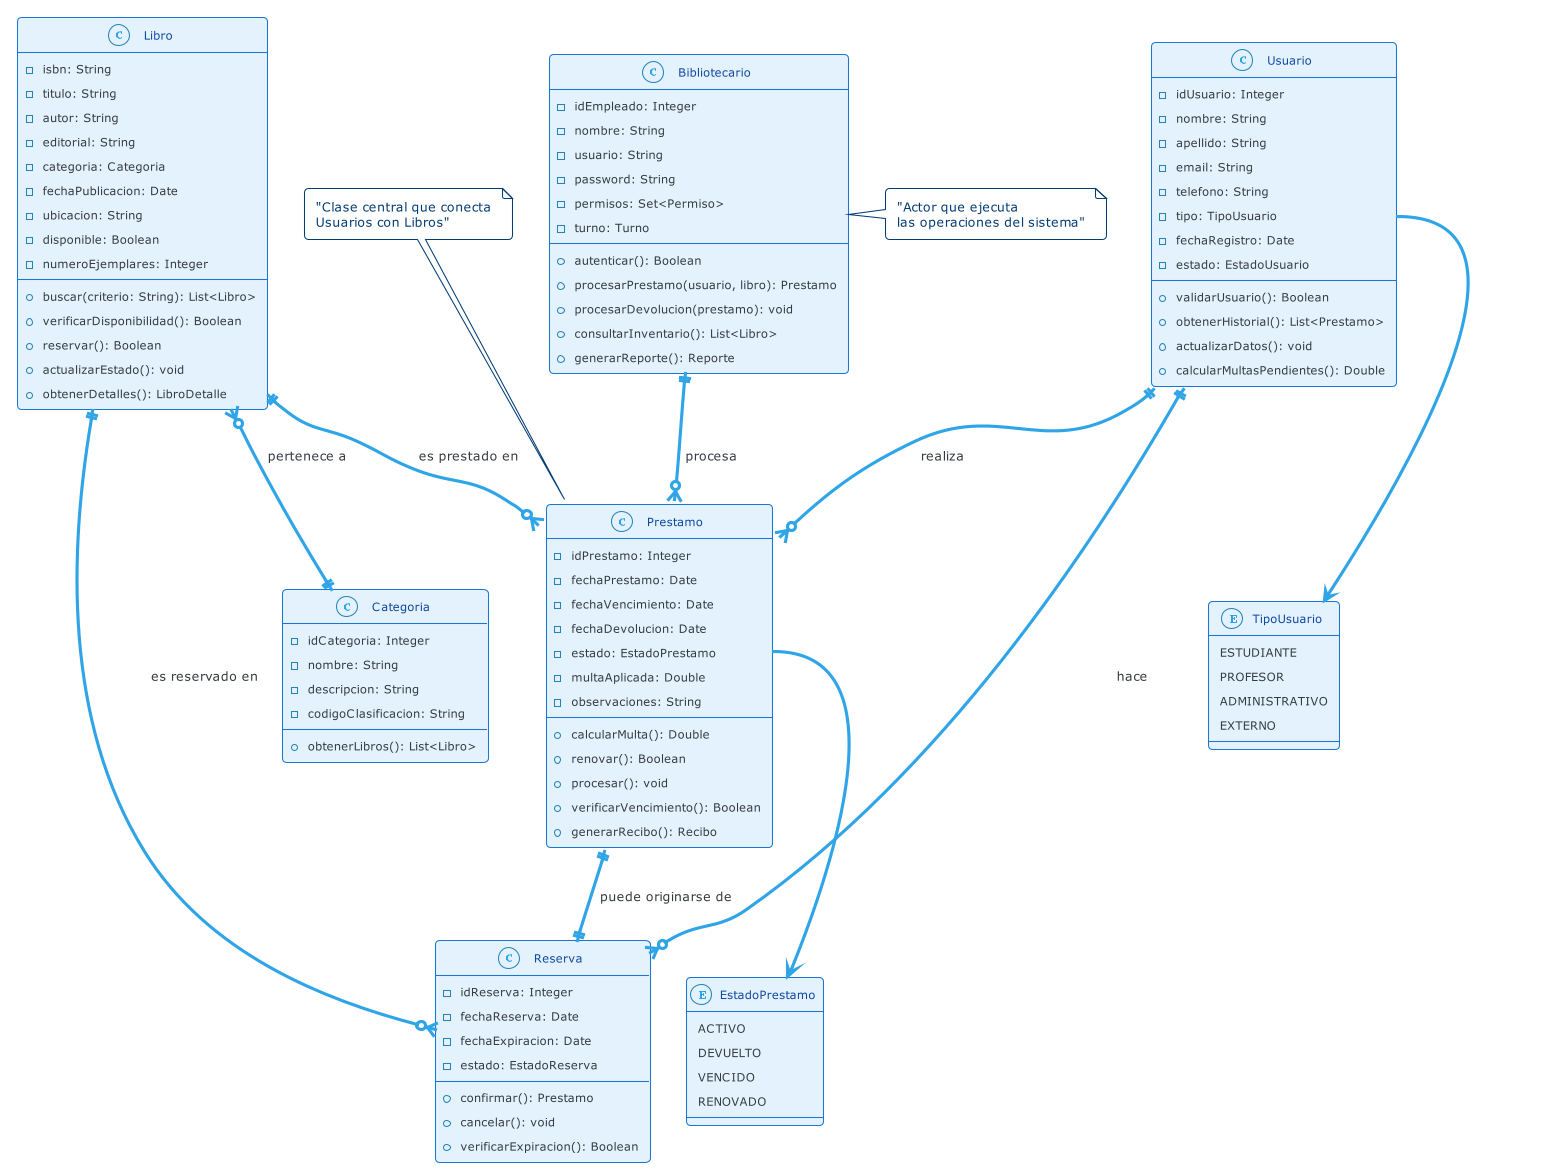 C Libro
isbn: String
titulo: String
autor: String
editorial: String
categoria: Categoria
fechaPublicacion: Date
ubicacion: String
disponible: Boolean
numeroEjemplares: Integer
buscar(criterio: String): List<Libro>
verificarDisponibilidad(): Boolean
reservar(): Boolean
actualizarEstado(): void
obtenerDetalles(): LibroDetalle
"Clase central que conecta
Usuarios con Libros"
C Bibliotecario
idEmpleado: Integer
nombre: String
usuario: String
password: String
permisos: Set<Permiso>
turno: Turno
autenticar(): Boolean
procesarPrestamo(usuario, libro): Prestamo
procesarDevolucion(prestamo): void
consultarInventario(): List<Libro>
generarReporte(): Reporte
"Actor que ejecuta
las operaciones del sistema"
C Usuario
idUsuario: Integer
nombre: String
apellido: String
email: String
telefono: String
tipo: TipoUsuario
fechaRegistro: Date
estado: EstadoUsuario
validarUsuario(): Boolean
obtenerHistorial(): List<Prestamo>
actualizarDatos(): void
calcularMultasPendientes(): Double
pertenece a
es prestado en
procesa
realiza
C Prestamo
idPrestamo: Integer
fechaPrestamo: Date
fechaVencimiento: Date
fechaDevolucion: Date
estado: EstadoPrestamo
multaAplicada: Double
observaciones: String
calcularMulta(): Double
renovar(): Boolean
procesar(): void
verificarVencimiento(): Boolean
generarRecibo(): Recibo
C Categoria
idCategoria: Integer
nombre: String
descripcion: String
codigoClasificacion: String
obtenerLibros(): List<Libro>
E TipoUsuario
ESTUDIANTE
PROFESOR
ADMINISTRATIVO
EXTERNO
es reservado en
hace
puede originarse de
C Reserva
idReserva: Integer
fechaReserva: Date
fechaExpiracion: Date
estado: EstadoReserva
confirmar(): Prestamo
cancelar(): void
verificarExpiracion(): Boolean
E EstadoPrestamo
ACTIVO
DEVUELTO
VENCIDO
RENOVADO